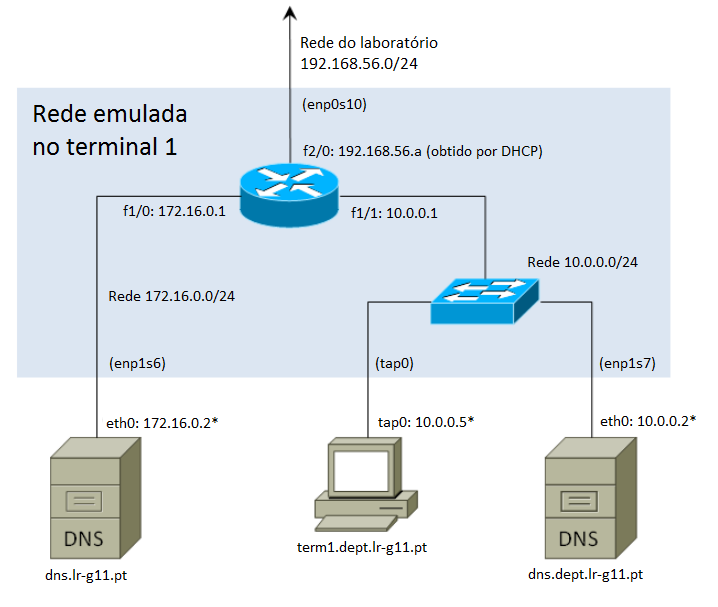 Rede do laboratório
192.168.56.0/24
(enp0s10)
Rede emulada
no terminal 1
f2/0: 192.168.56.a (obtido por DHCP)
f1/0: 172.16.0.1
f1/1: 10.0.0.1
Rede 10.0.0.0/24
Rede 172.16.0.0/24
(enp1s6)
(tap0)
(enp1s7)
eth0: 172.16.0.2*
tap0: 10.0.0.5*
eth0: 10.0.0.2*
DNS
DNS
term1.dept.lr-g11.pt
dns.lr-g11.pt
dns.dept.lr-g11.pt